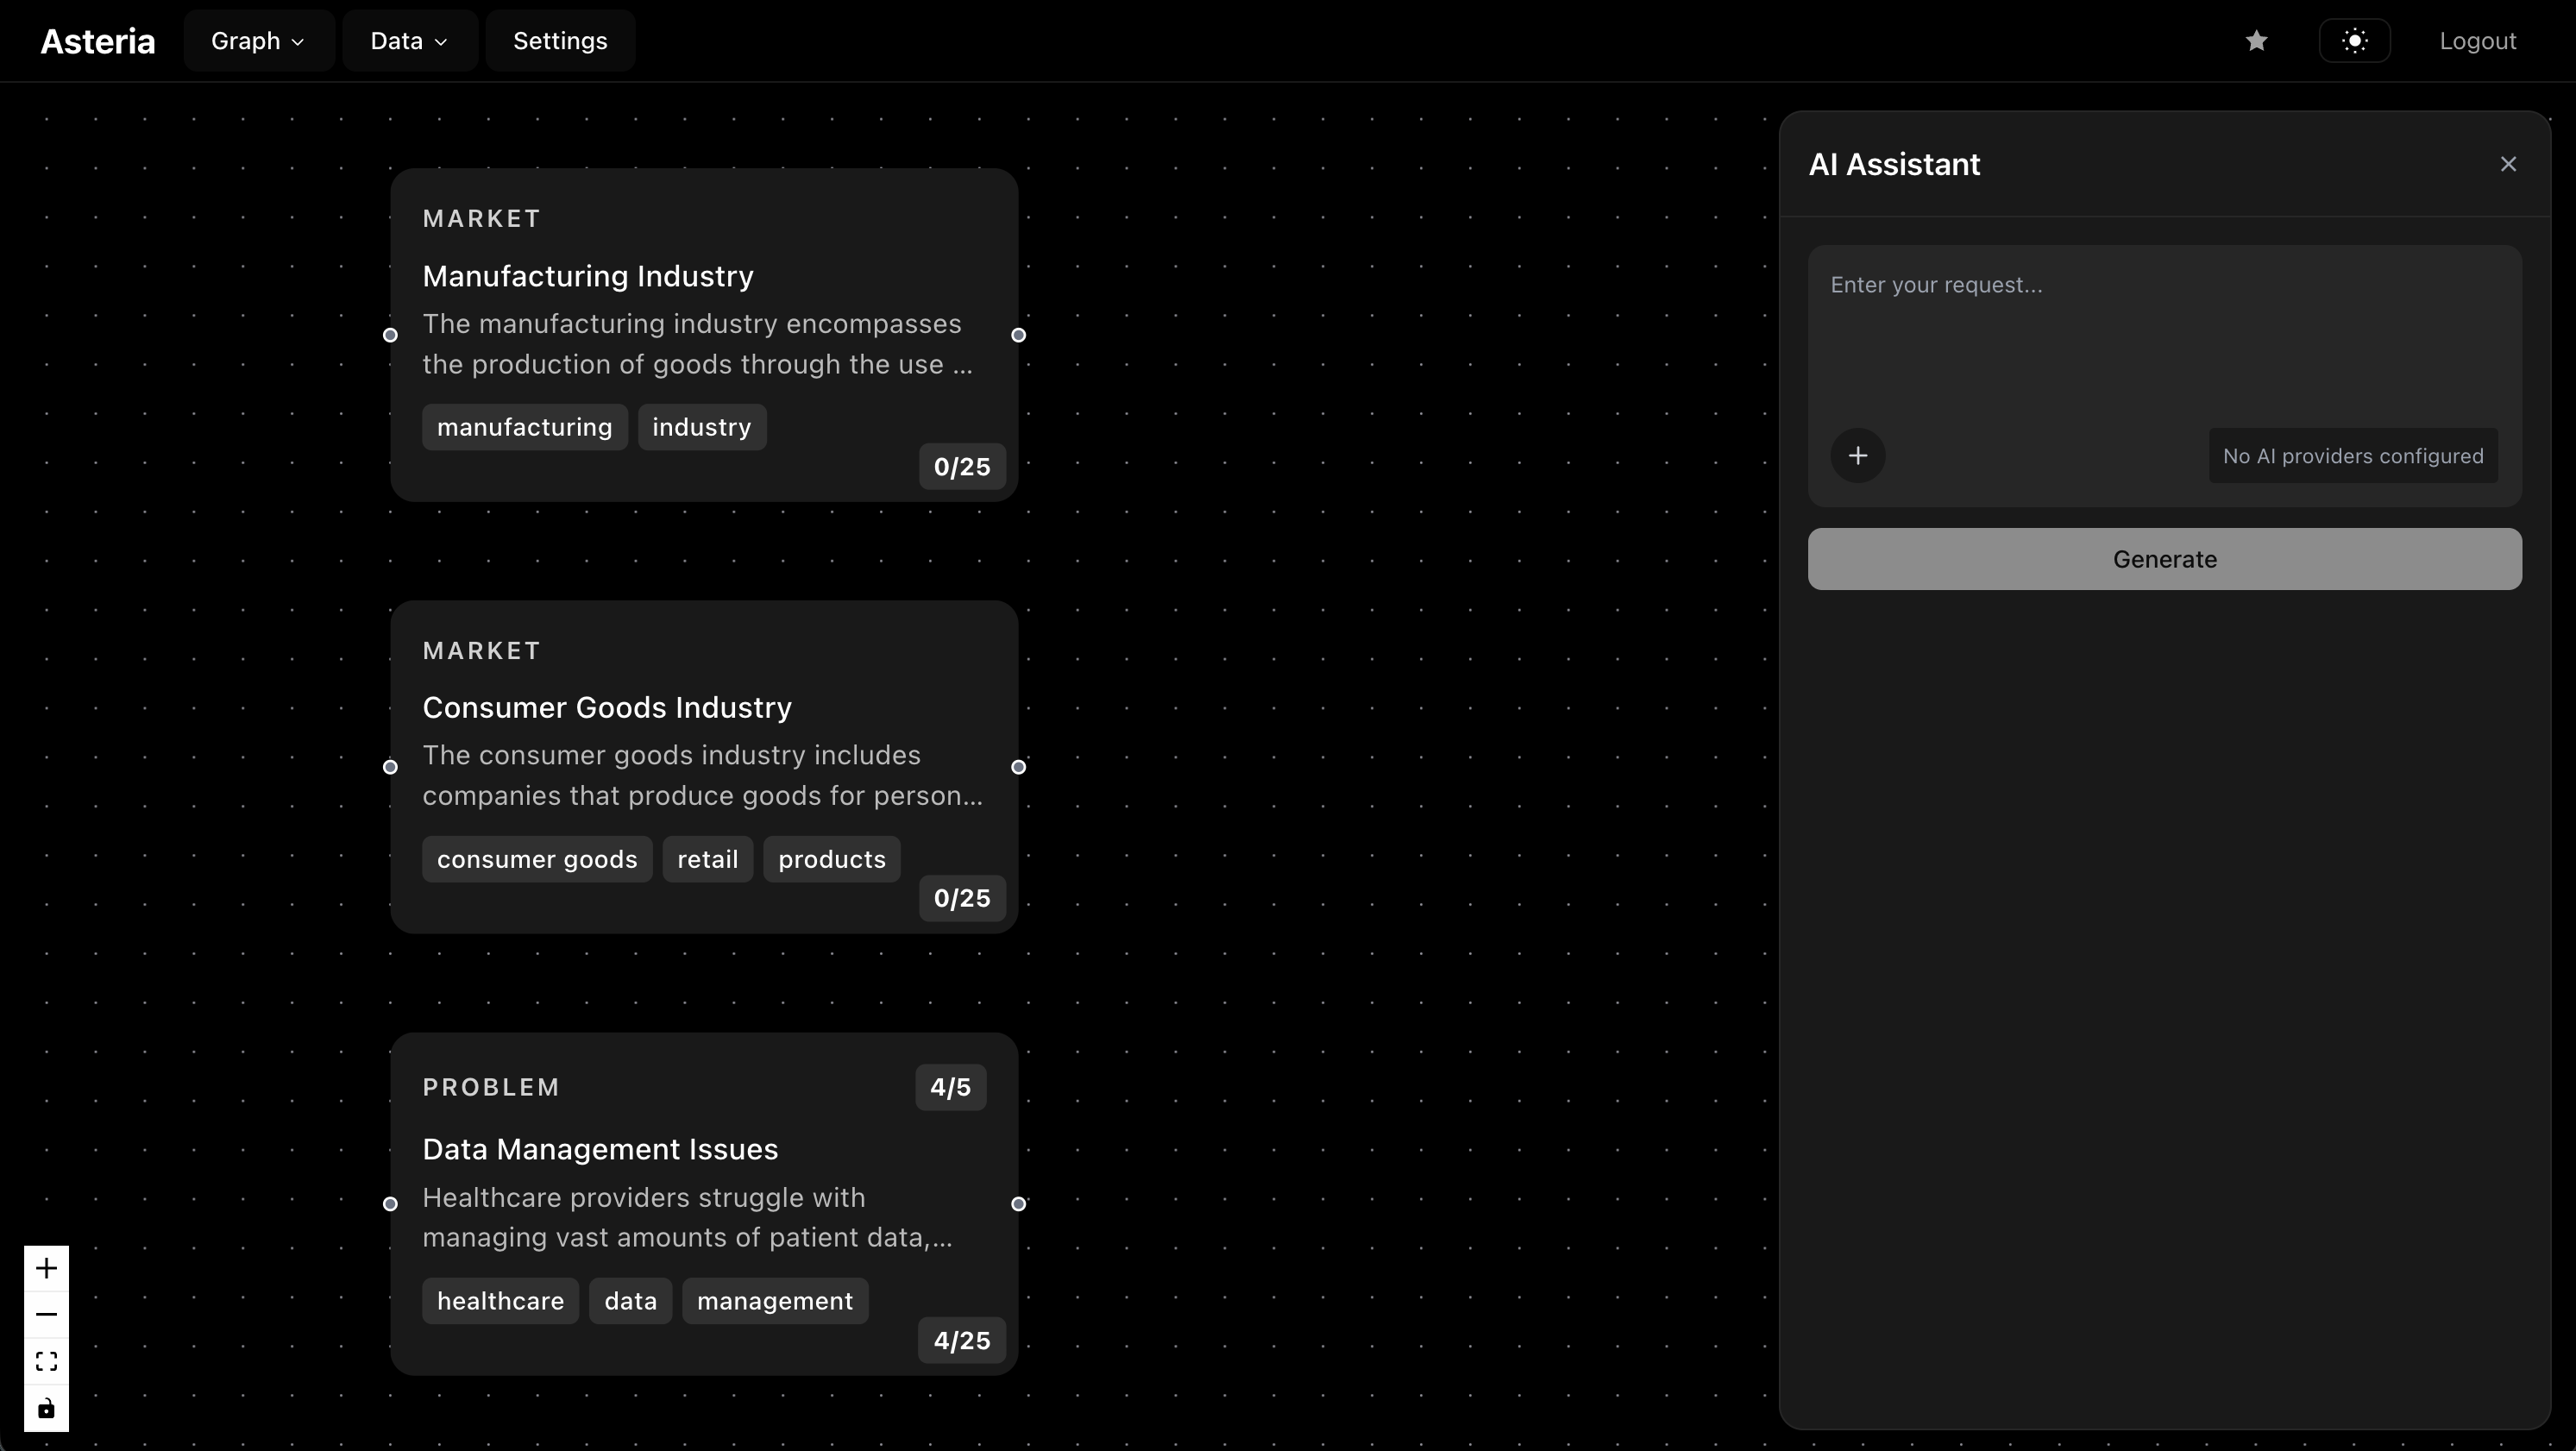 Asteria
Graph
Data
Settings
Logout
MARKET
Manufacturing Industry
The manufacturing industry encompasses
the production of goods through the use ...
manufacturing
industry
0/25
MARKET
Consumer Goods Industry
The consumer goods industry includes
companies that produce goods for person...
consumer goods
retail
products
0/25
PROBLEM
4/5
Data Management Issues
Healthcare providers struggle with
managing vast amounts of patient data,...
healthcare
data
management
4/25
AI Assistant
Enter your request...
No AI providers configured
Generate